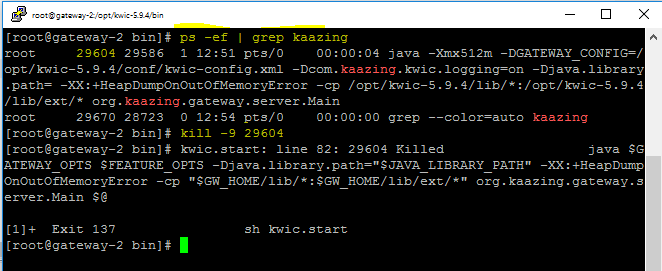 root@gateway-2:/opt/kwic-5.9.4/bin
[root@gateway-2 bin]# ps -ef | grep kaazing
root     29604 29586  1 12:51 pts/0    00:00:04 java -Xmx512m -DGATEWAY_CONFIG=/
opt/kwic-5.9.4/conf/kwic-config.xml -Dcom.kaazing.kwic.logging=on -Djava.library
.path= -XX:+HeapDumpOnOutOfMemoryError -cp /opt/kwic-5.9.4/lib/*:/opt/kwic-5.9.4
/lib/ext/* org.kaazing.gateway.server.Main
root     29670 28723  0 12:54 pts/0    00:00:00 grep --color=auto kaazing
[root@gateway-2 bin]# kill -9 29604
[root@gateway-2 bin]# kwic.start: line 82: 29604 Killed                  java $G
ATEWAY_OPTS $FEATURE_OPTS -Djava.library.path="$JAVA_LIBRARY_PATH" -XX:+HeapDump
OnOutOfMemoryError -cp "$GW_HOME/lib/*:$GW_HOME/lib/ext/*" org.kaazing.gateway.s
erver.Main $@
[1]+  Exit 137                sh kwic.start
[root@gateway-2 bin]#